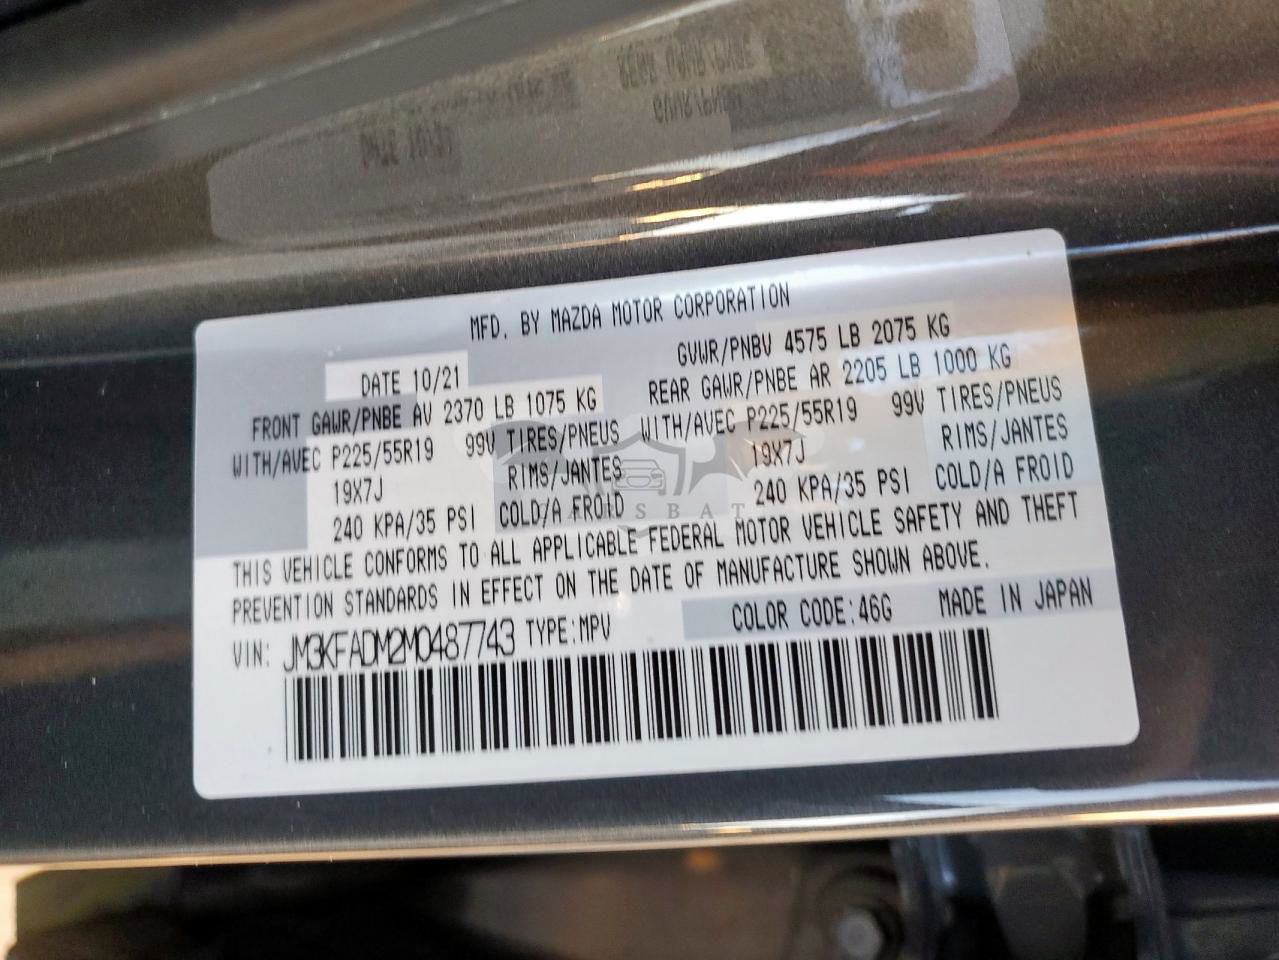 MFD. BY MAZDA MOTOR CORPORATION
DATE 10/21 GVWR/PNBV 4575 LB 2075 KG
FRONT GAWR/PNBE AV 2370 LB 1075 KG REAR GAWR/PNBE AR 2205 LB 1000 KG
WITH/AVEC P225/55R19 99V TIRES/PNEUS WITH/AVEC P225/55R19 99V TIRES/PNEUS
19X7J RIMS/JANTES 19X7J RIMS/JANTES
240 KPA/35 PSI COLD/A FROID 240 KPA/35 PSI COLD/A FROID
THIS VEHICLE CONFORMS TO ALL APPLICABLE FEDERAL MOTOR VEHICLE SAFETY AND THEFT
PREVENTION STANDARDS IN EFFECT ON THE DATE OF MANUFACTURE SHOWN ABOVE.
VIN: JM3KFADM2M0487743 TYPE:MPV COLOR CODE:46G MADE IN JAPAN